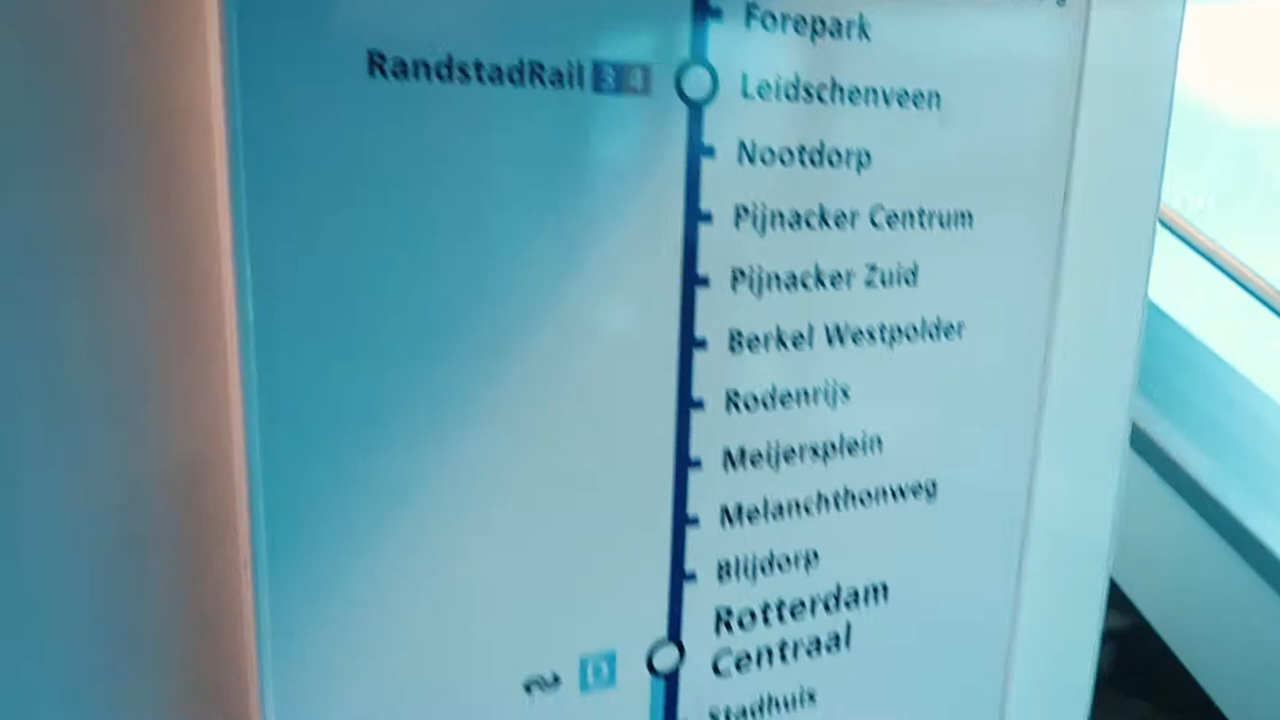 Forepark
RandstadRail 3 4
Leidschenveen
Nootdorp
Pijnacker Centrum
Pijnacker Zuid
Berkel Westpolder
Rodenrijs
Meijersplein
Melanchthonweg
Blijdorp
Rotterdam
Centraal
D
Stadhuis